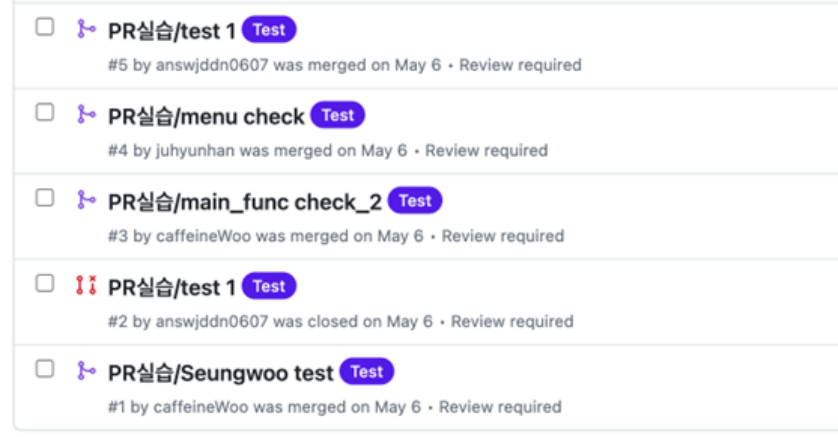 PR실습/test 1 Test
#5 by answjddn0607 was merged on May 6 • Review required
PR실습/menu check Test
#4 by juhyunhan was merged on May 6 • Review required
PR실습/main_func check_2 Test
#3 by caffeineWoo was merged on May 6 • Review required
PR실습/test 1 Test
#2 by answjddn0607 was closed on May 6 • Review required
PR실습/Seungwoo test Test
#1 by caffeineWoo was merged on May 6 • Review required